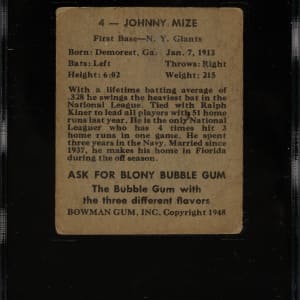 4 — JOHNNY MIZE
First Base—N. Y. Giants
Born: Demorest, Ga. Jan. 7, 1913
Bats: Left Throws: Right
Height: 6:02 Weight: 215
With a lifetime batting average of
.328 he swings the heaviest bat in the
National League. Tied with Ralph
Kiner to lead all players with 51 home
runs last year. He is the only National
Leaguer who has 4 times hit 3
home runs in one game. He spent
three years in the Navy. Married since
1937, he makes his home in Florida
during the off season.
ASK FOR BLONY BUBBLE GUM
The Bubble Gum with
the three different flavors
BOWMAN GUM, INC. Copyright 1948